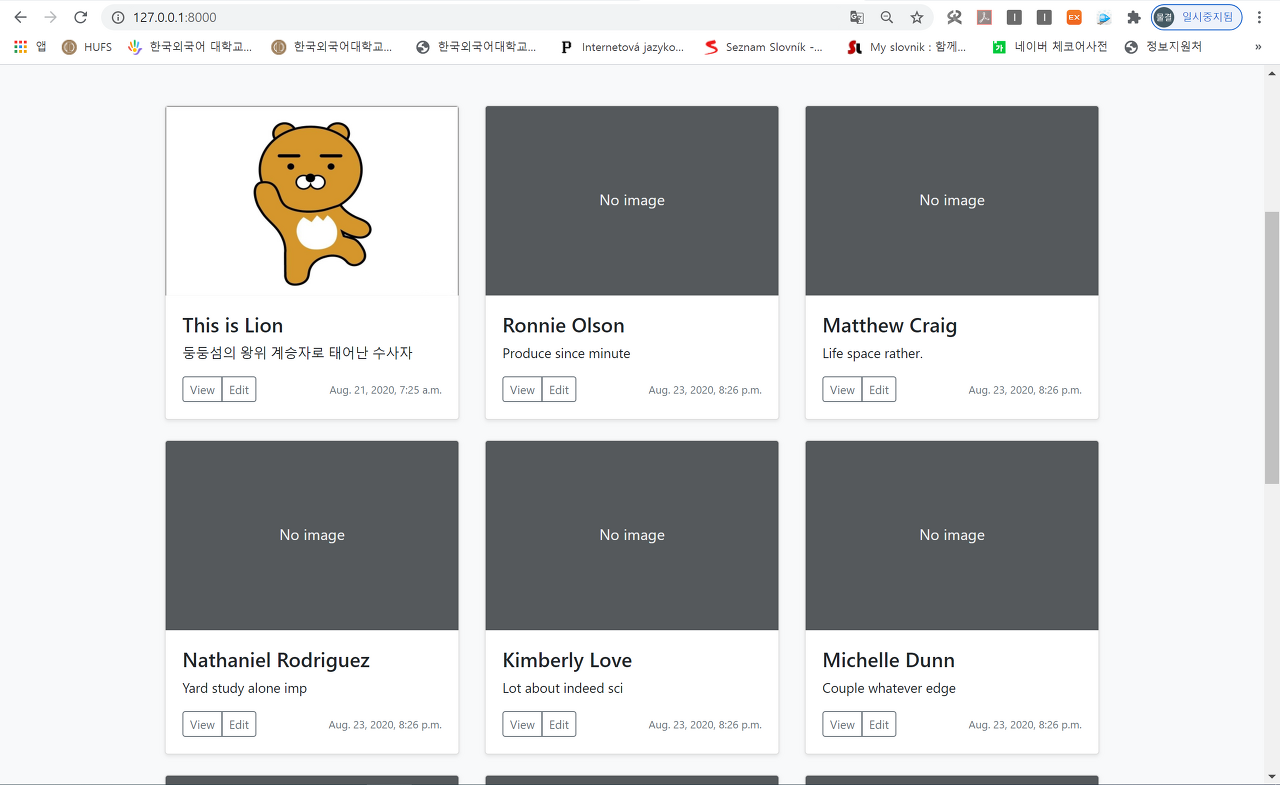 127.0.0.1:8000
물결 일시중지됨
앱 HUFS 한국외국어 대학교... 한국외국어대학교... 한국외국어대학교... Internetová jazyko... Seznam Slovník -... My slovnik : 함께... 네이버 체코어사전 정보지원처 »
No image
No image
This is Lion
둥둥섬의 왕위 계승자로 태어난 수사자
View Edit Aug. 21, 2020, 7:25 a.m.
Ronnie Olson
Produce since minute
View Edit Aug. 23, 2020, 8:26 p.m.
Matthew Craig
Life space rather.
View Edit Aug. 23, 2020, 8:26 p.m.
No image
No image
No image
Nathaniel Rodriguez
Yard study alone imp
View Edit Aug. 23, 2020, 8:26 p.m.
Kimberly Love
Lot about indeed sci
View Edit Aug. 23, 2020, 8:26 p.m.
Michelle Dunn
Couple whatever edge
View Edit Aug. 23, 2020, 8:26 p.m.